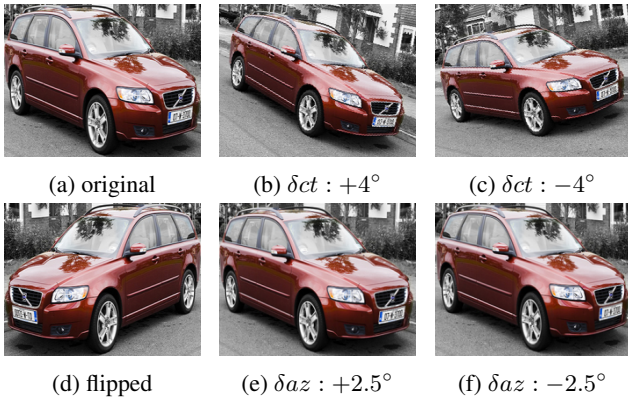 (a) original
(b) δct : +4°
(c) δct : −4°
(d) flipped
(e) δaz : +2.5°
(f) δaz : −2.5°